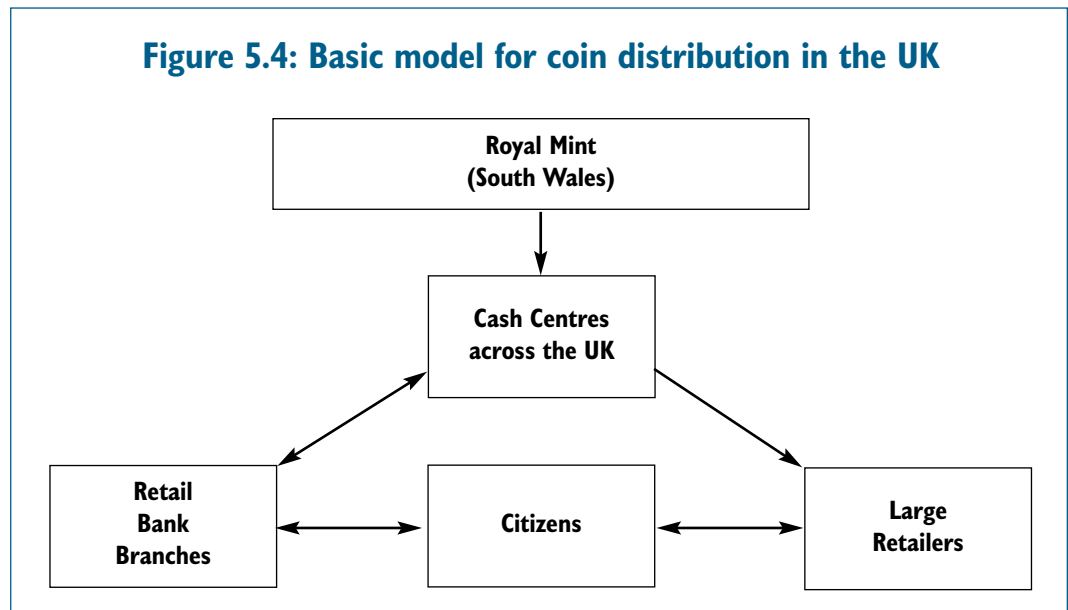 Figure 5.4: Basic model for coin distribution in the UK
Royal Mint
(South Wales)
Cash Centres
across the UK
Retail
Bank
Branches
Citizens
Large
Retailers